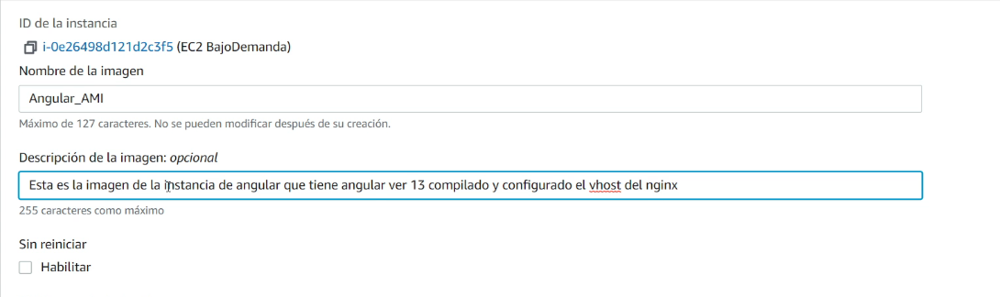 ID de la instancia
i-0e26498d121d2c3f5 (EC2 BajoDemanda)
Nombre de la imagen
Angular_AMI
Máximo de 127 caracteres. No se pueden modificar después de su creación.
Descripción de la imagen: opcional
Esta es la imagen de la instancia de angular que tiene angular ver 13 compilado y configurado el vhost del nginx
255 caracteres como máximo
Sin reiniciar
Habilitar